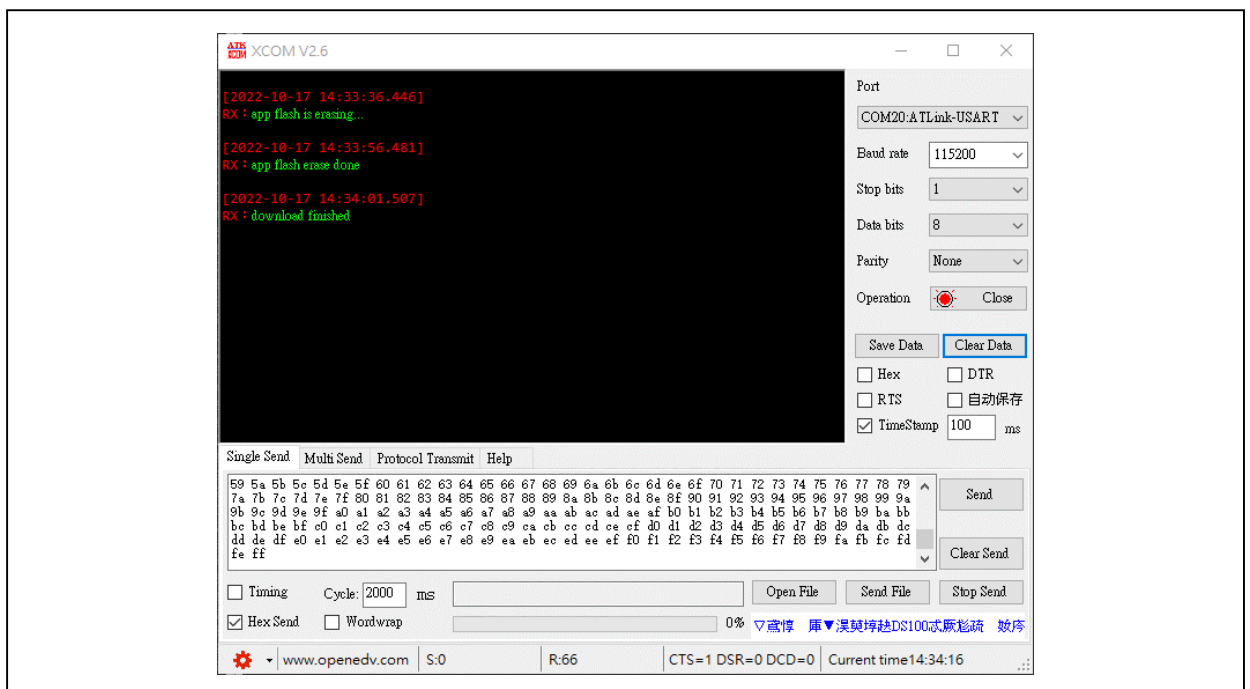 ATK
XCOM
XCOM V2.6
[2022-10-17 14:33:36.446]
RX：app flash is erasing...
[2022-10-17 14:33:56.481]
RX：app flash erase done
[2022-10-17 14:34:01.507]
RX：download finished
Port
COM20:ATLink-USART
Baud rate 115200
Stop bits 1
Data bits 8
Parity None
Operation Close
Save Data Clear Data
Hex DTR
RTS 自动保存
TimeStamp 100 ms
Single Send Multi Send Protocol Transmit Help
59 5a 5b 5c 5d 5e 5f 60 61 62 63 64 65 66 67 68 69 6a 6b 6c 6d 6e 6f 70 71 72 73 74 75 76 77 78 79
7a 7b 7c 7d 7e 7f 80 81 82 83 84 85 86 87 88 89 8a 8b 8c 8d 8e 8f 90 91 92 93 94 95 96 97 98 99 9a
9b 9c 9d 9e 9f a0 a1 a2 a3 a4 a5 a6 a7 a8 a9 aa ab ac ad ae af b0 b1 b2 b3 b4 b5 b6 b7 b8 b9 ba bb
bc bd be bf c0 c1 c2 c3 c4 c5 c6 c7 c8 c9 ca cb cc cd ce cf d0 d1 d2 d3 d4 d5 d6 d7 d8 d9 da db dc
dd de df e0 e1 e2 e3 e4 e5 e6 e7 e8 e9 ea eb ec ed ee ef f0 f1 f2 f3 f4 f5 f6 f7 f8 f9 fa fb fc fd
fe ff
Send
Clear Send
Timing Cycle: 2000 ms Open File Send File Stop Send
Hex Send Wordwrap 0%
www.openedv.com S:0 R:66 CTS=1 DSR=0 DCD=0 Current time14:34:16